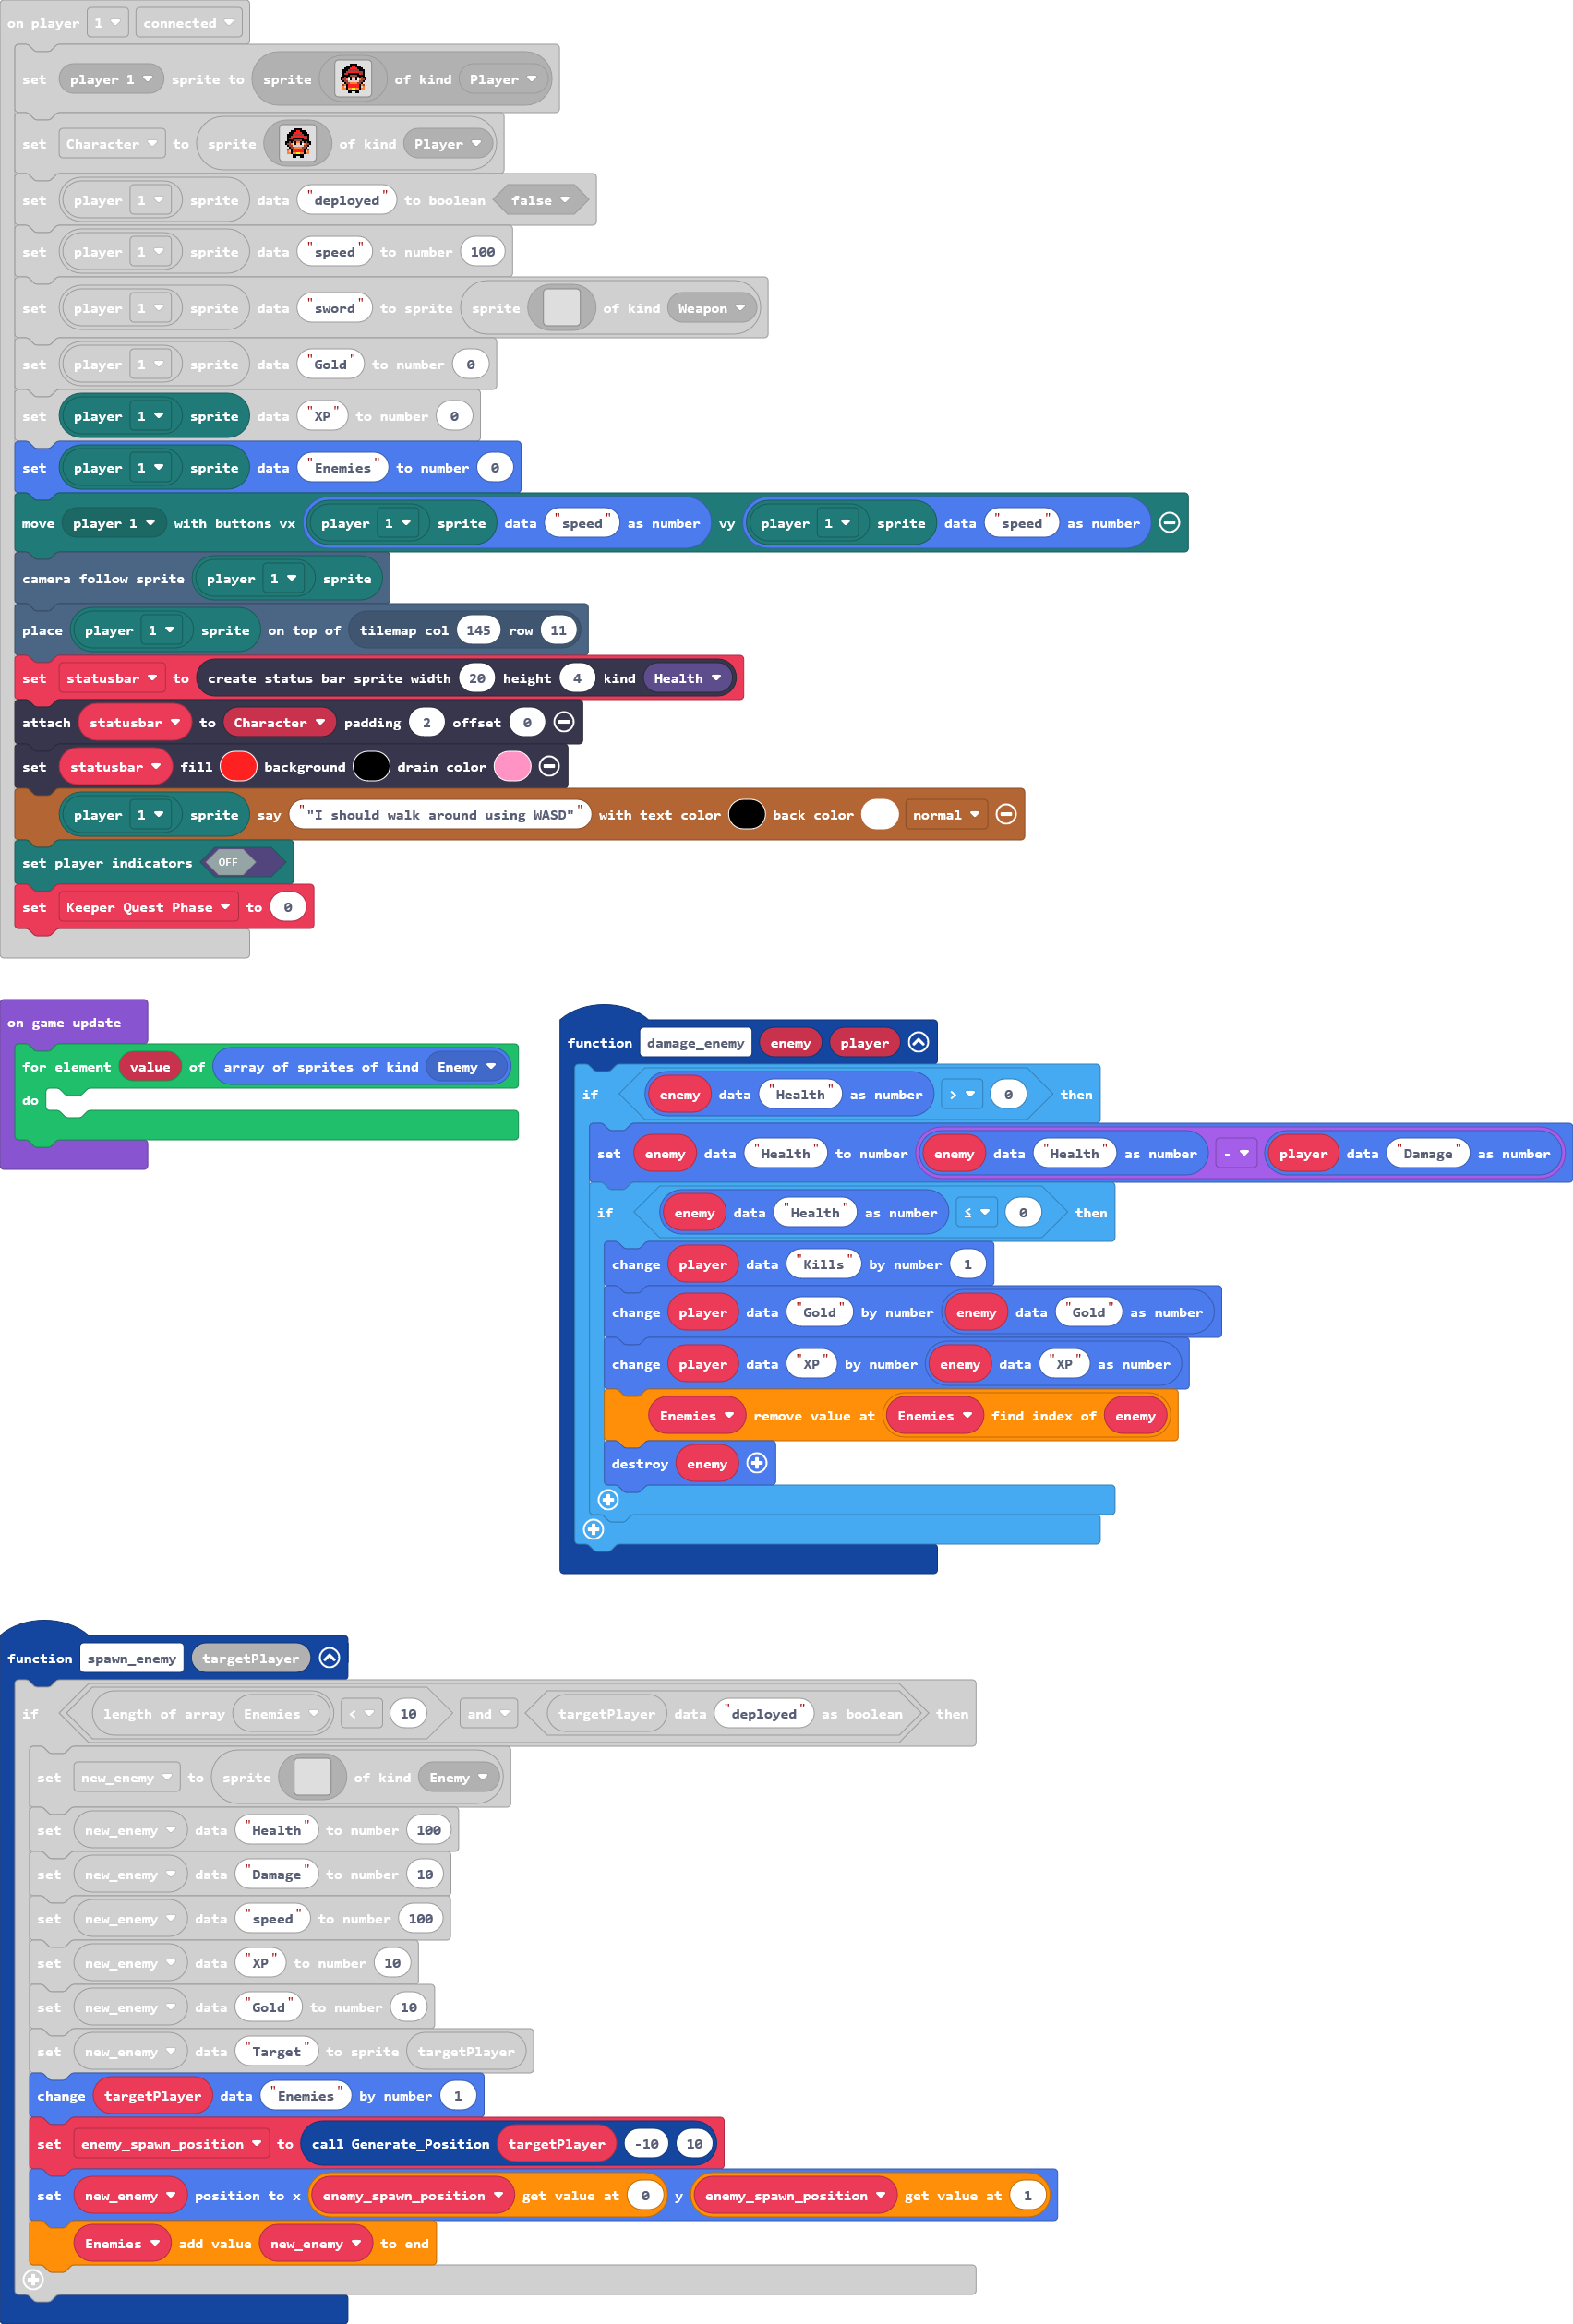 on player 1 connected
set player 1 sprite to sprite of kind Player
set Character to sprite of kind Player
set player 1 sprite data "deployed" to boolean false
set player 1 sprite data "speed" to number 100
set player 1 sprite data "sword" to sprite sprite of kind Weapon
set player 1 sprite data "Gold" to number 0
set player 1 sprite data "XP" to number 0
set player 1 sprite data "Enemies" to number 0
move player 1 with buttons vx player 1 sprite data "speed" as number vy player 1 sprite data "speed" as number
camera follow sprite player 1 sprite
place player 1 sprite on top of tilemap col 145 row 11
set statusbar to create status bar sprite width 20 height 4 kind Health
attach statusbar to Character padding 2 offset 0
set statusbar fill background drain color
player 1 sprite say ""I should walk around using WASD"" with text color back color normal
set player indicators OFF
set Keeper Quest Phase to 0
on game update
for element value of array of sprites of kind Enemy
do
function damage_enemy enemy player
if enemy data "Health" as number > 0 then
set enemy data "Health" to number enemy data "Health" as number - player data "Damage" as number
if enemy data "Health" as number ≤ 0 then
change player data "Kills" by number 1
change player data "Gold" by number enemy data "Gold" as number
change player data "XP" by number enemy data "XP" as number
Enemies remove value at Enemies find index of enemy
destroy enemy
function spawn_enemy targetPlayer
if length of array Enemies < 10 and targetPlayer data "deployed" as boolean then
set new_enemy to sprite of kind Enemy
set new_enemy data "Health" to number 100
set new_enemy data "Damage" to number 10
set new_enemy data "speed" to number 100
set new_enemy data "XP" to number 10
set new_enemy data "Gold" to number 10
set new_enemy data "Target" to sprite targetPlayer
change targetPlayer data "Enemies" by number 1
set enemy_spawn_position to call Generate_Position targetPlayer -10 10
set new_enemy position to x enemy_spawn_position get value at 0 y enemy_spawn_position get value at 1
Enemies add value new_enemy to end